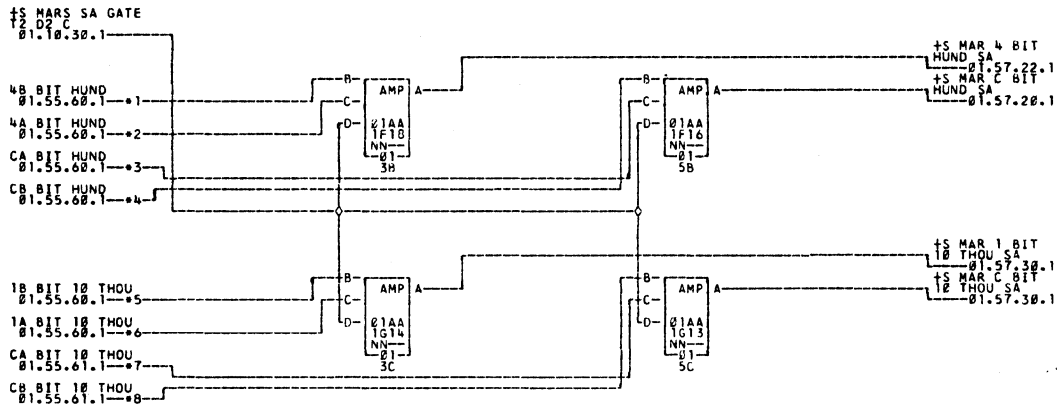 +S MARS SA GATE
T2 D2 C
01.10.30.1
4B BIT HUND
01.55.60.1 *1
4A BIT HUND
01.55.60.1 *2
CA BIT HUND
01.55.60.1 *3
CB BIT HUND
01.55.60.1 *4
B AMP A
C
D 01AA
1F18
NN
01
3B
B AMP A
C
D 01AA
1F16
NN
01
5B
+S MAR 4 BIT
HUND SA
01.57.22.1
+S MAR C BIT
HUND SA
01.57.20.1
1B BIT 10 THOU
01.55.60.1 *5
1A BIT 10 THOU
01.55.60.1 *6
CA BIT 10 THOU
01.55.61.1 *7
CB BIT 10 THOU
01.55.61.1 *8
B AMP A
C
D 01AA
1G14
NN
01
3C
B AMP A
C
D 01AA
1G13
NN
01
5C
+S MAR 1 BIT
10 THOU SA
01.57.30.1
+S MAR C BIT
10 THOU SA
01.57.30.1